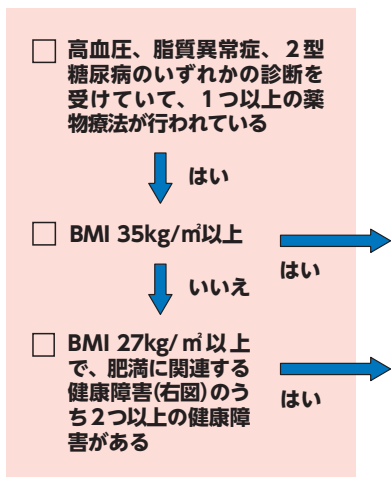 □ 高血圧、脂質異常症、２型
糖尿病のいずれかの診断を
受けていて、１つ以上の薬
物療法が行われている
はい
□ BMI 35kg/㎡以上
はい
いいえ
□ BMI 27kg/㎡以上
で、肥満に関連する
健康障害(右図)のう
ち２つ以上の健康障
害がある
はい